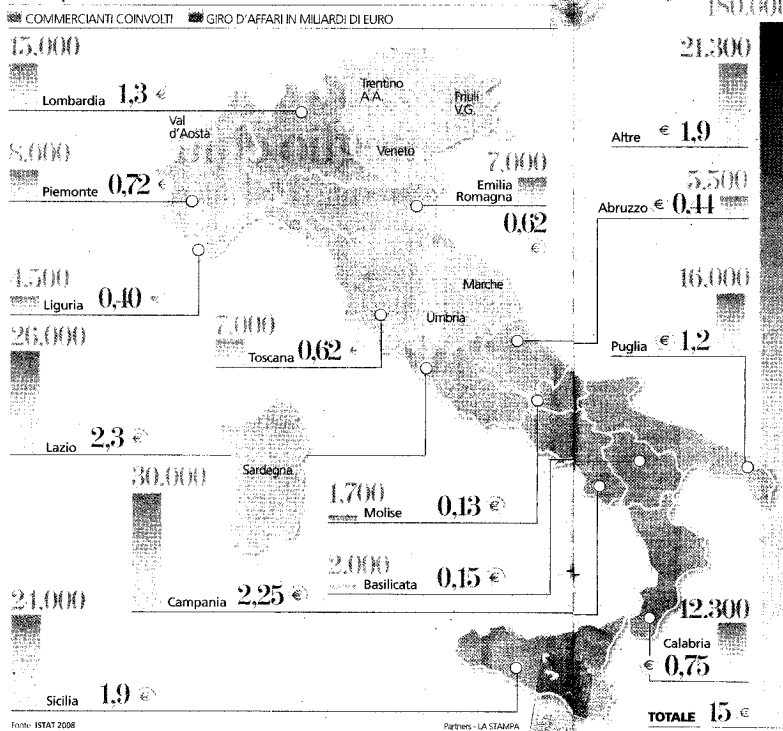 COMMERCIANTI COINVOLTI GIRO D'AFFARI IN MILIARDI DI EURO
180.000
15.000
Lombardia 1,3 €
Trentino
A.A.
Friuli
V.G.
Val
d'Aosta
Veneto
21.300
Altre € 1,9
8.000
Piemonte 0,72 €
7.000
Emilia
Romagna
0,62
€
5.500
Abruzzo € 0,44
4.500
Liguria 0,40 €
Marche
Umbria
16.000
Puglia € 1,2
26.000
Lazio 2,3 €
7.000
Toscana 0,62 €
Sardegna
30.000
Campania 2,25 €
1.700
Molise 0,13 €
2.000
Basilicata 0,15 €
24.000
Sicilia 1,9 €
12.300
Calabria
€ 0,75
TOTALE 15 €
Fonte: ISTAT 2008
Partners - LA STAMPA